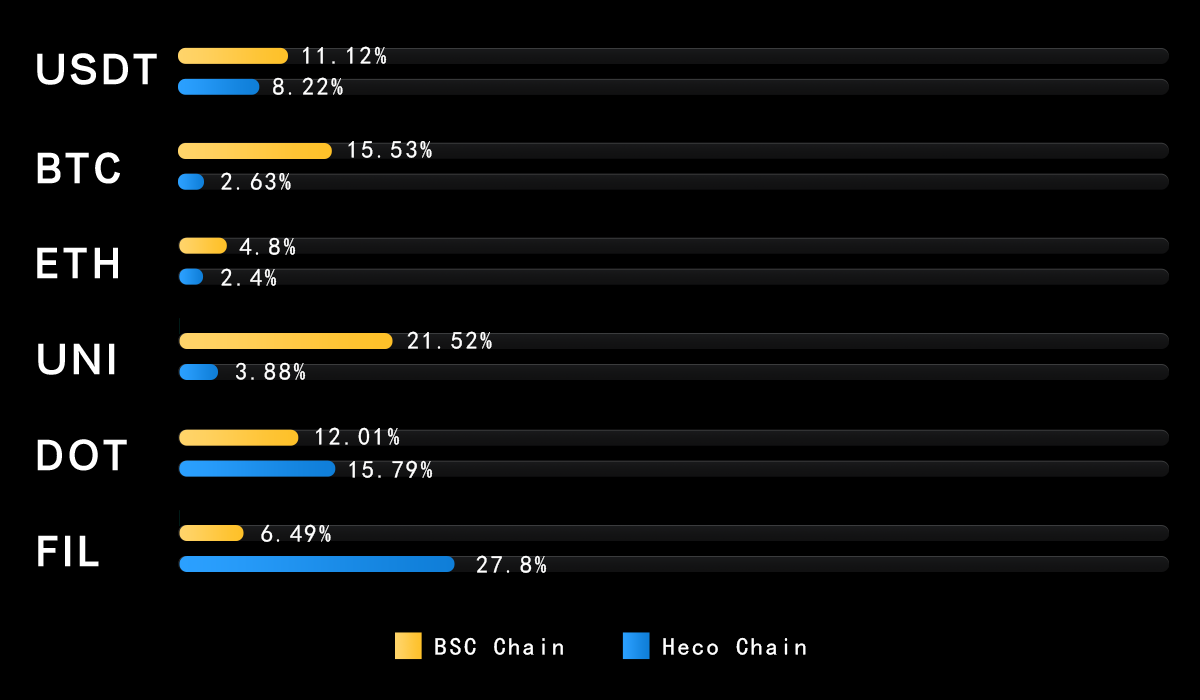 USDT
11.12%
8.22%
BTC
15.53%
2.63%
ETH
4.8%
2.4%
UNI
21.52%
3.88%
DOT
12.01%
15.79%
FIL
6.49%
27.8%
BSC Chain
Heco Chain